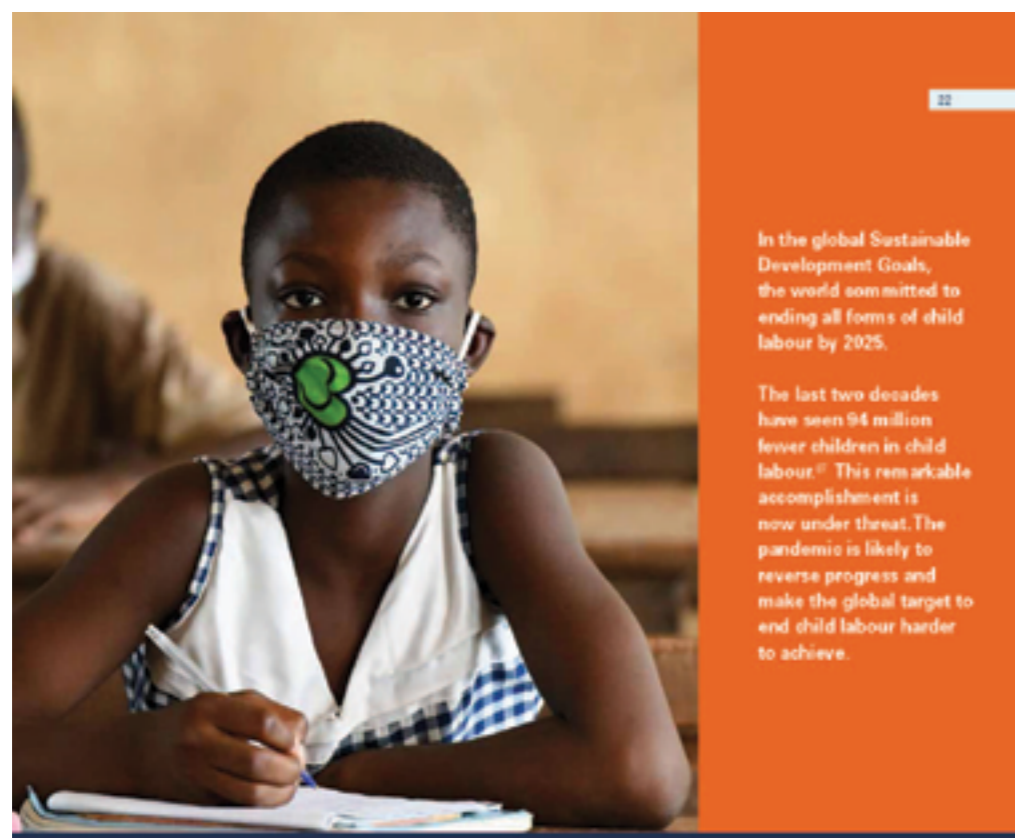 22
In the global Sustainable
Development Goals,
the world committed to
ending all forms of child
labour by 2025.
The last two decades
have seen 94 million
fewer children in child
labour. This remarkable
accomplishment is
now under threat. The
pandemic is likely to
reverse progress and
make the global target to
end child labour harder
to achieve.